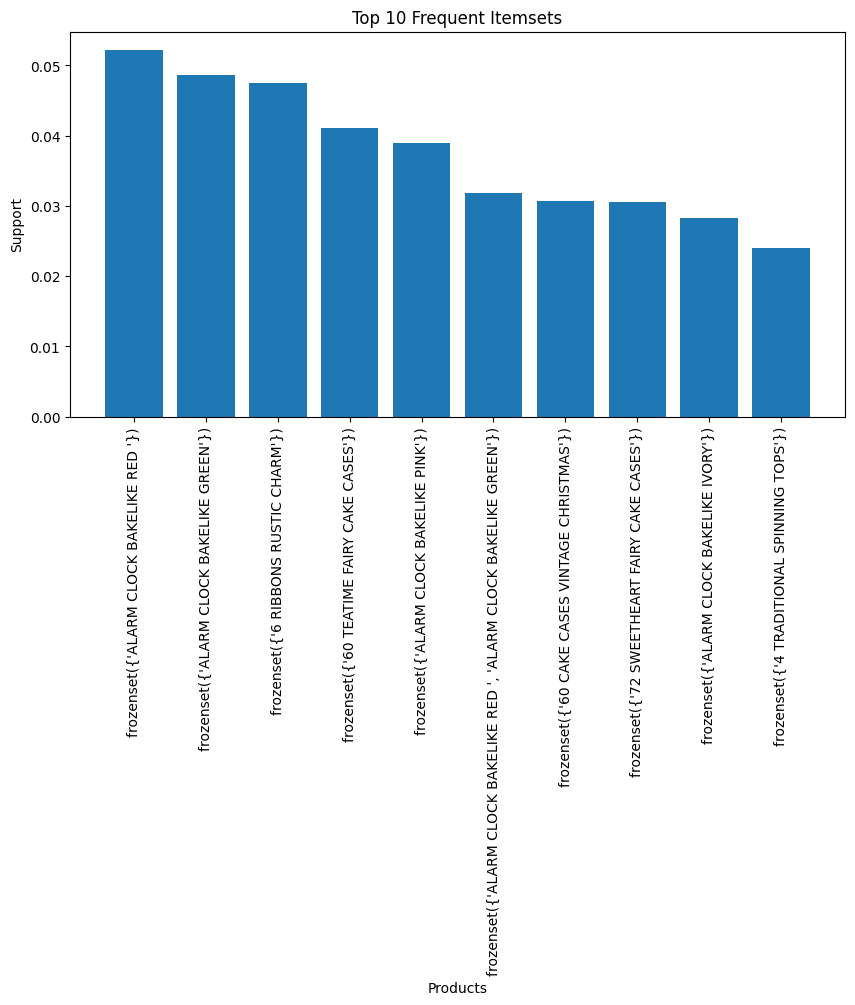 Top 10 Frequent Itemsets
0.05
0.04
0.03
0.02
0.01
0.00
Support
frozenset({'ALARM CLOCK BAKELIKE RED '})
frozenset({'ALARM CLOCK BAKELIKE GREEN'})
frozenset({'6 RIBBONS RUSTIC CHARM'})
frozenset({'60 TEATIME FAIRY CAKE CASES'})
frozenset({'ALARM CLOCK BAKELIKE PINK'})
frozenset({'ALARM CLOCK BAKELIKE RED ', 'ALARM CLOCK BAKELIKE GREEN'})
frozenset({'60 CAKE CASES VINTAGE CHRISTMAS'})
frozenset({'72 SWEETHEART FAIRY CAKE CASES'})
frozenset({'ALARM CLOCK BAKELIKE IVORY'})
frozenset({'4 TRADITIONAL SPINNING TOPS'})
Products